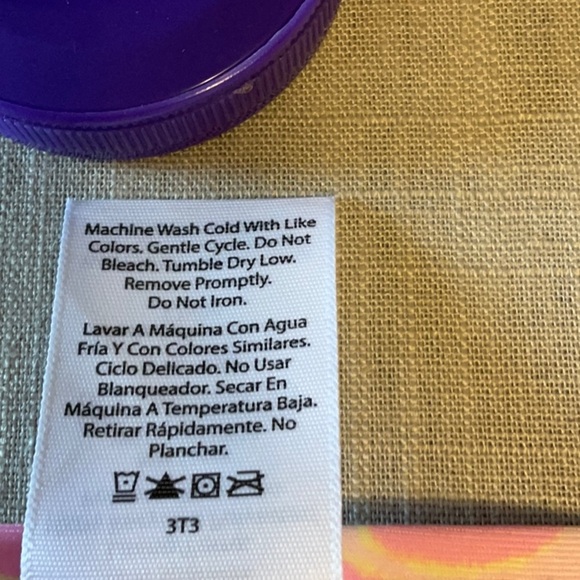 Machine Wash Cold With Like
Colors. Gentle Cycle. Do Not
Bleach. Tumble Dry Low.
Remove Promptly.
Do Not Iron.
Lavar A Máquina Con Agua
Fría Y Con Colores Similares.
Ciclo Delicado. No Usar
Blanqueador. Secar En
Máquina A Temperatura Baja.
Retirar Rápidamente. No
Planchar.
3T3